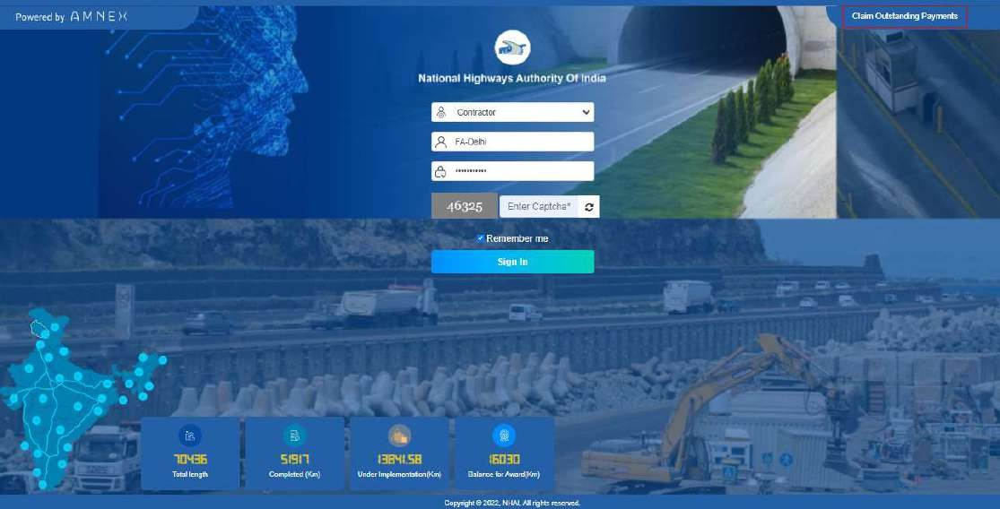 Powered by AMNEX
Claim Outstanding Payments
National Highways Authority Of India
Contractor
FA-Delhi
46325
Enter Captcha*
Remember me
Sign In
70436
Total length
51917
Completed (Km)
13841.58
Under Implementation(Km)
16030
Balance for Award(Km)
Copyright © 2022, NHAI, All rights reserved.